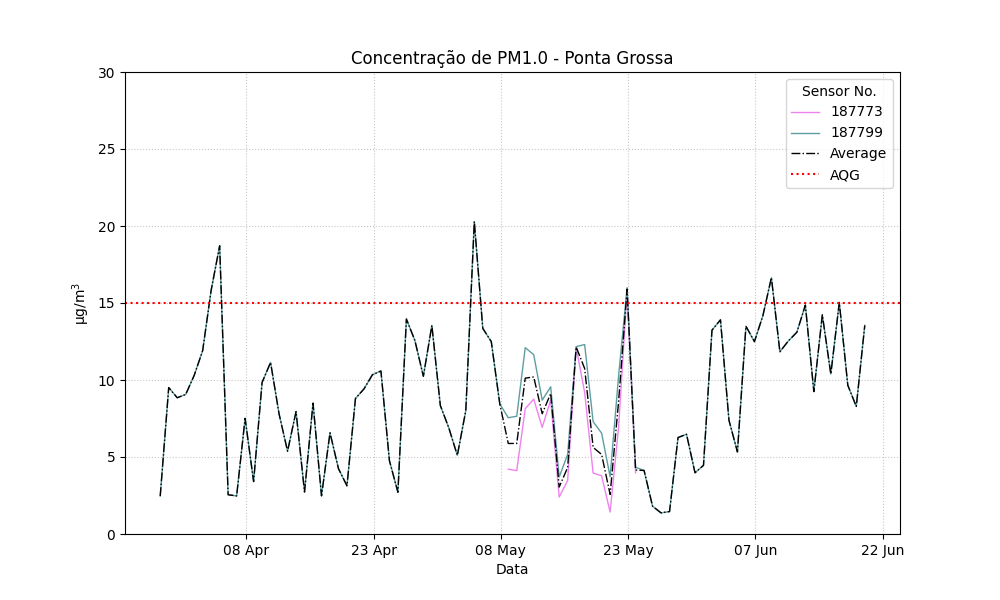 Concentração de PM1.0 - Ponta Grossa
30
25
20
15
10
5
0
µg/m³
Sensor No.
187773
187799
Average
AQG
08 Apr
23 Apr
08 May
23 May
07 Jun
22 Jun
Data